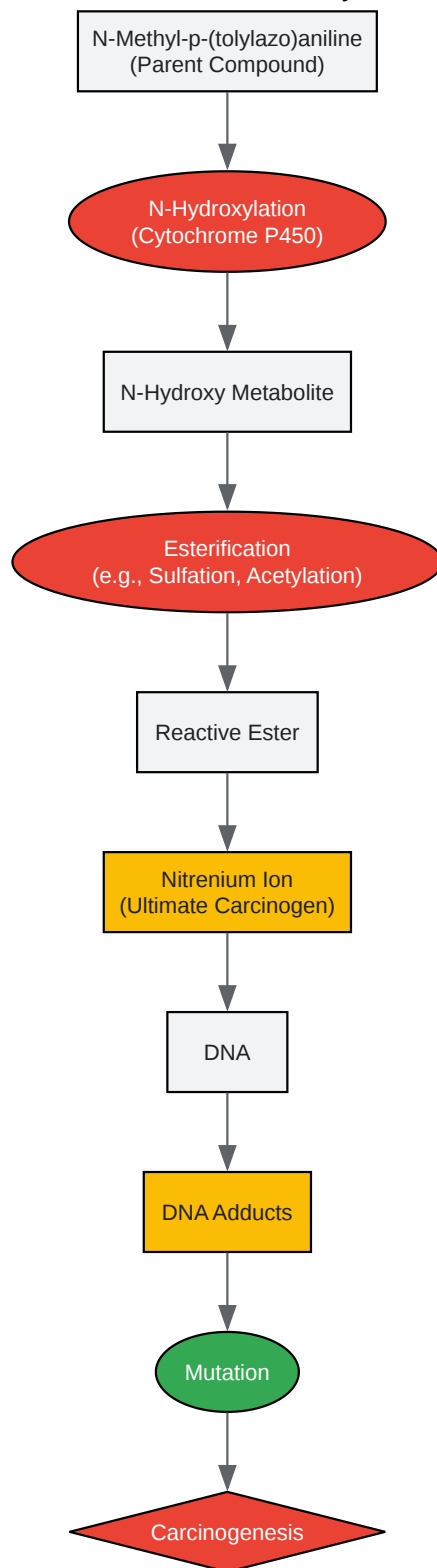 N-Methyl-p-(tolylazo)aniline
(Parent Compound)
N-Hydroxylation
(Cytochrome P450)
N-Hydroxy Metabolite
Esterification
(e.g., Sulfation, Acetylation)
Reactive Ester
Nitrenium Ion
(Ultimate Carcinogen)
DNA
DNA Adducts
Mutation
Carcinogenesis